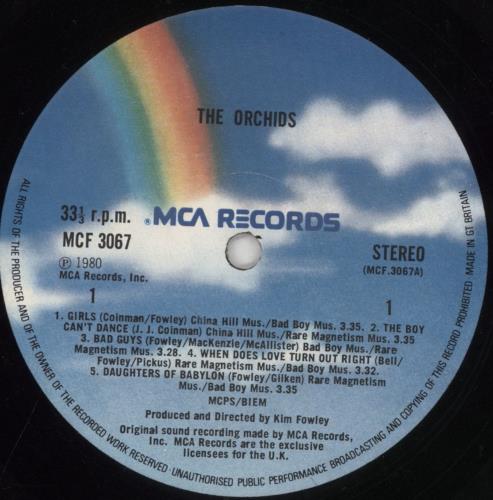 THE ORCHIDS
33⅓ r.p.m.
® MCA RECORDS
MCF 3067
STEREO
Ⓟ 1980
(MCF.3067A)
MCA Records, Inc.
1
1
1. GIRLS (Coinman/Fowley) China Hill Mus./Bad Boy Mus. 3.35. 2. THE BOY
CAN'T DANCE (J. J. Coinman) China Hill Mus./Rare Magnetism Mus. 3.35
3. BAD GUYS (Fowley/MacKenzie/McAllister) Bad Boy Mus./Rare
Magnetism Mus. 3.28. 4. WHEN DOES LOVE TURN OUT RIGHT (Bell/
Fowley/Pickus) Rare Magnetism Mus./Bad Boy Mus. 3.32.
5. DAUGHTERS OF BABYLON (Fowley/Gilken) Rare Magnetism
Mus./Bad Boy Mus. 3.35
MCPS/BIEM
Produced and Directed by Kim Fowley
Original sound recording made by MCA Records,
Inc. MCA Records are the exclusive
licensees for the U.K.
ALL RIGHTS OF THE PRODUCER AND OF THE OWNER OF THE RECORDED WORK RESERVED · UNAUTHORISED PUBLIC PERFORMANCE BROADCASTING AND COPYING OF THIS RECORD PROHIBITED · MADE IN GT BRITAIN